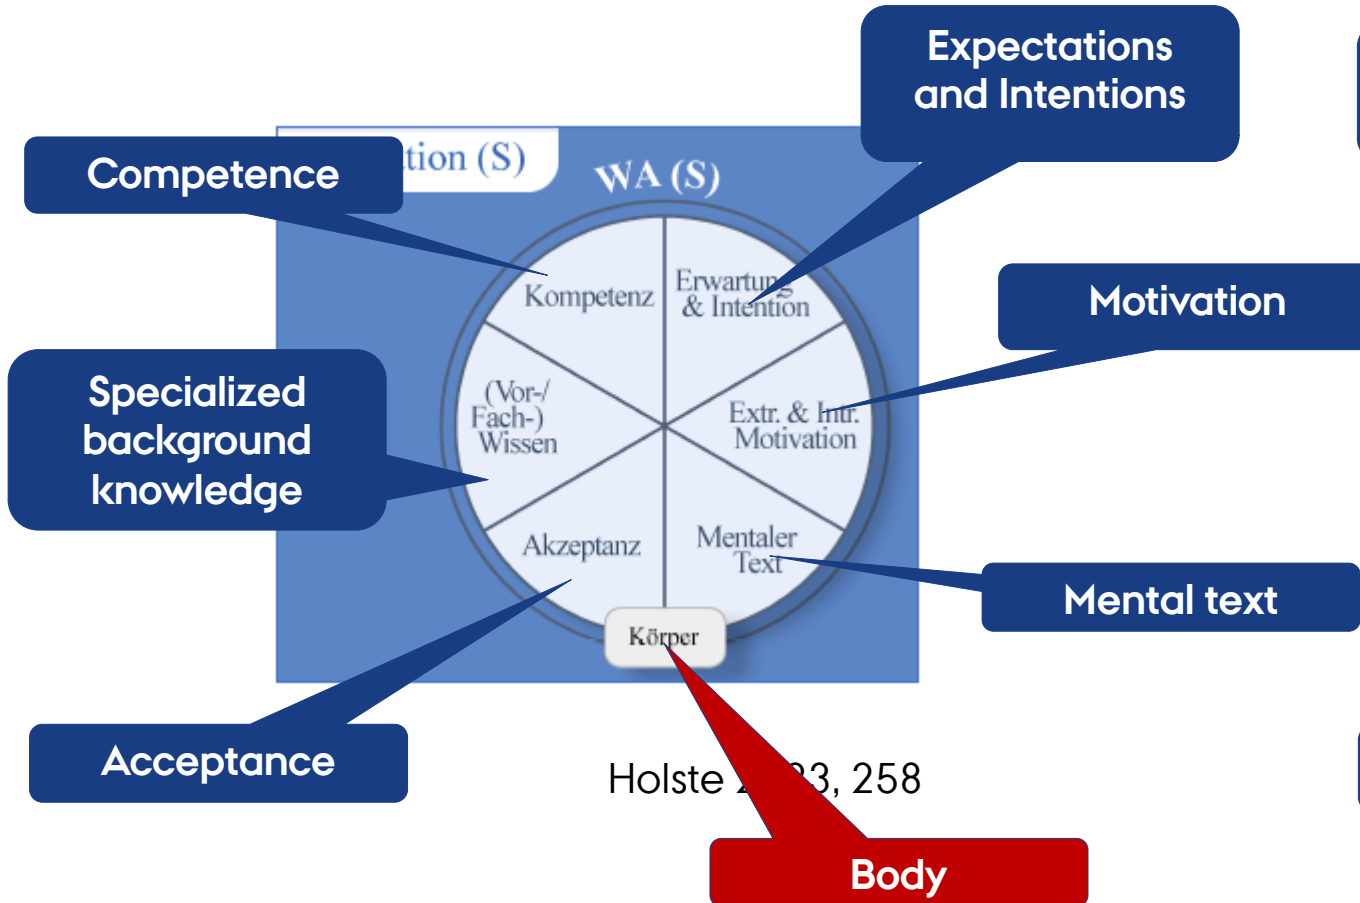 Expectations
and Intentions
Competence
tion (S)
WA (S)
Kompetenz
Erwartung
& Intention
Motivation
Specialized
background
knowledge
(Vor-/
Fach-)
Wissen
Extr. & Intr.
Motivation
Akzeptanz
Mentaler
Text
Mental text
Körper
Acceptance
Holste 3, 258
Body